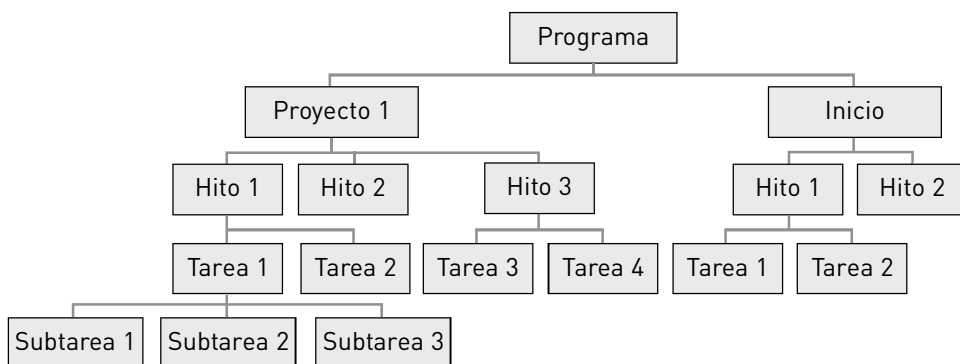 Programa
Proyecto 1
Inicio
Hito 1
Hito 2
Hito 3
Hito 1
Hito 2
Tarea 1
Tarea 2
Tarea 3
Tarea 4
Tarea 1
Tarea 2
Subtarea 1
Subtarea 2
Subtarea 3